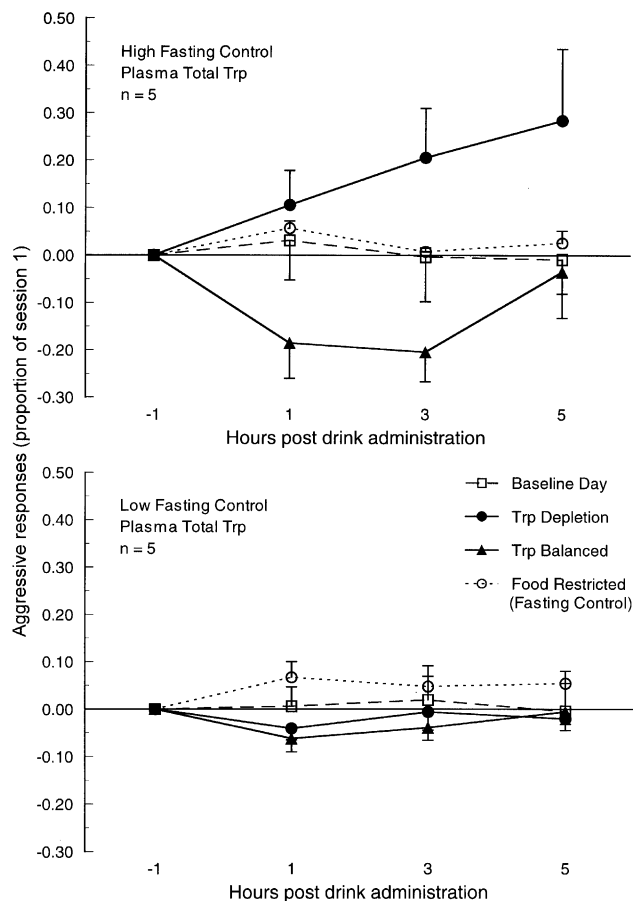 Aggressive responses (proportion of session 1)
High Fasting Control
Plasma Total Trp
n = 5
0.50
0.40
0.30
0.20
0.10
0.00
-0.10
-0.20
-0.30
-1 1 3 5
Hours post drink administration
Low Fasting Control
Plasma Total Trp
n = 5
Baseline Day
Trp Depletion
Trp Balanced
Food Restricted
(Fasting Control)
0.50
0.40
0.30
0.20
0.10
0.00
-0.10
-0.20
-0.30
-1 1 3 5
Hours post drink administration